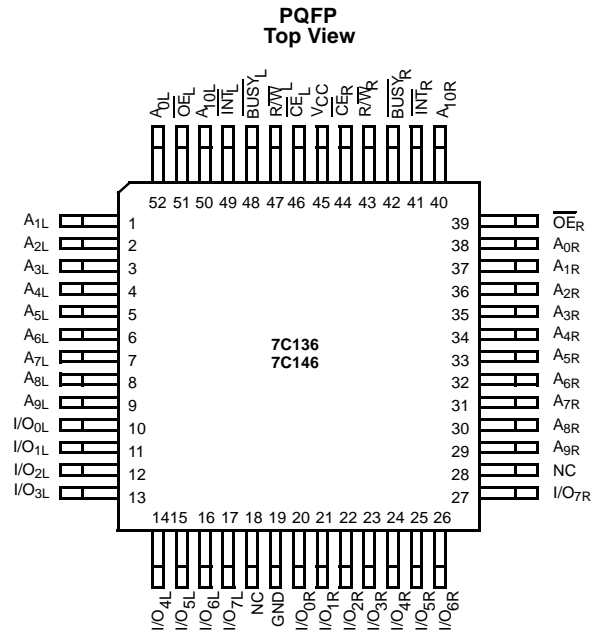 PQFP
Top View
A0L OEL A10L INTL BUSYL R/WL CEL VCC CER R/WR BUSYR INTR A10R
52 51 50 49 48 47 46 45 44 43 42 41 40
A1L 1 39 OER
A2L 2 38 A0R
A3L 3 37 A1R
A4L 4 36 A2R
A5L 5 35 A3R
A6L 6 34 A4R
7C136
A7L 7 33 A5R
7C146
A8L 8 32 A6R
A9L 9 31 A7R
I/O0L 10 30 A8R
I/O1L 11 29 A9R
I/O2L 12 28 NC
I/O3L 13 27 I/O7R
14 15 16 17 18 19 20 21 22 23 24 25 26
I/O4L I/O5L I/O6L I/O7L NC GND I/O0R I/O1R I/O2R I/O3R I/O4R I/O5R I/O6R